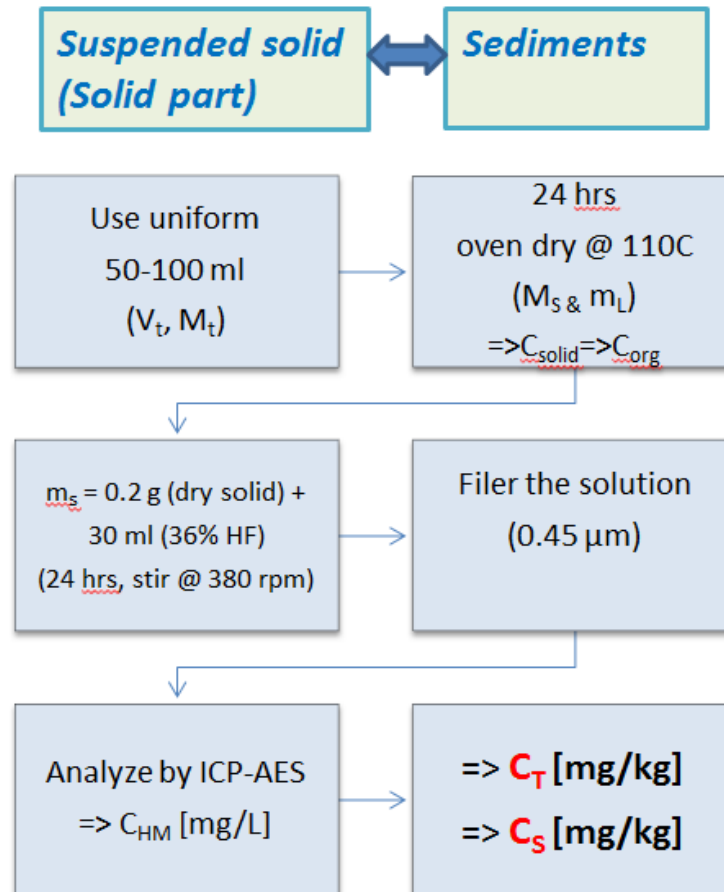 Suspended solid
(Solid part)
Sediments
Use uniform
50-100 ml
(Vt, Mt)
24 hrs
oven dry @ 110C
(MS & mL)
=>Csolid=>Corg
ms = 0.2 g (dry solid) +
30 ml (36% HF)
(24 hrs, stir @ 380 rpm)
Filer the solution
(0.45 µm)
Analyze by ICP-AES
=> CHM [mg/L]
=> CT [mg/kg]
=> CS [mg/kg]